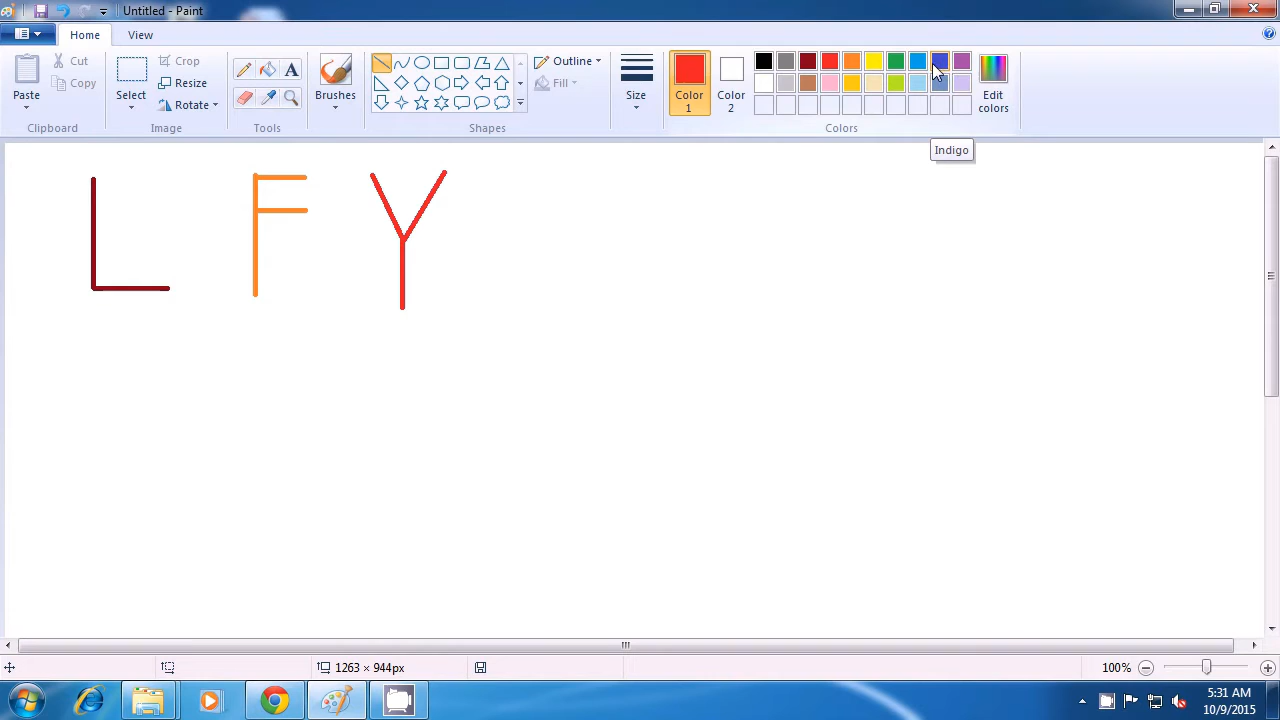 Untitled - Paint
Home View
Paste Cut Copy Clipboard
Select Crop Resize Rotate Image
A Tools
Brushes
Outline Fill Shapes
Size
Color 1 Color 2 Edit colors Colors
Indigo
L F Y
1263 × 944px 100%
5:31 AM
10/9/2015